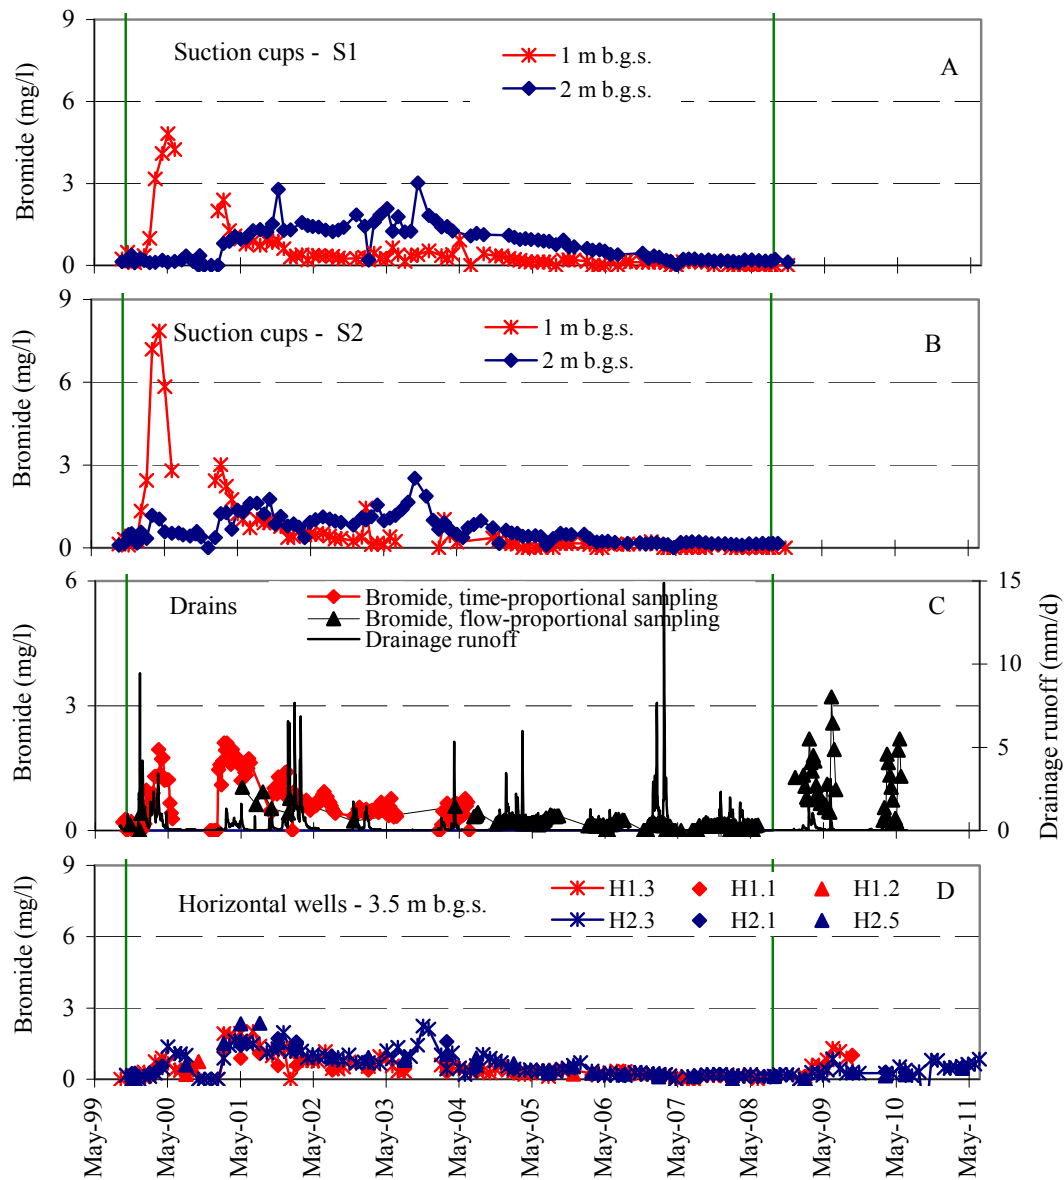 9
6
3
0
Bromide (mg/l)
Suction cups - S1
1 m b.g.s.
2 m b.g.s.
A
9
6
3
0
Bromide (mg/l)
Suction cups - S2
1 m b.g.s.
2 m b.g.s.
B
6
3
0
Bromide (mg/l)
Drains
Bromide, time-proportional sampling
Bromide, flow-proportional sampling
Drainage runoff
C
15
10
5
0
Drainage runoff (mm/d)
9
6
3
0
Bromide (mg/l)
Horizontal wells - 3.5 m b.g.s.
H1.3 H1.1 H1.2
H2.3 H2.1 H2.5
D
May-99
May-00
May-01
May-02
May-03
May-04
May-05
May-06
May-07
May-08
May-09
May-10
May-11